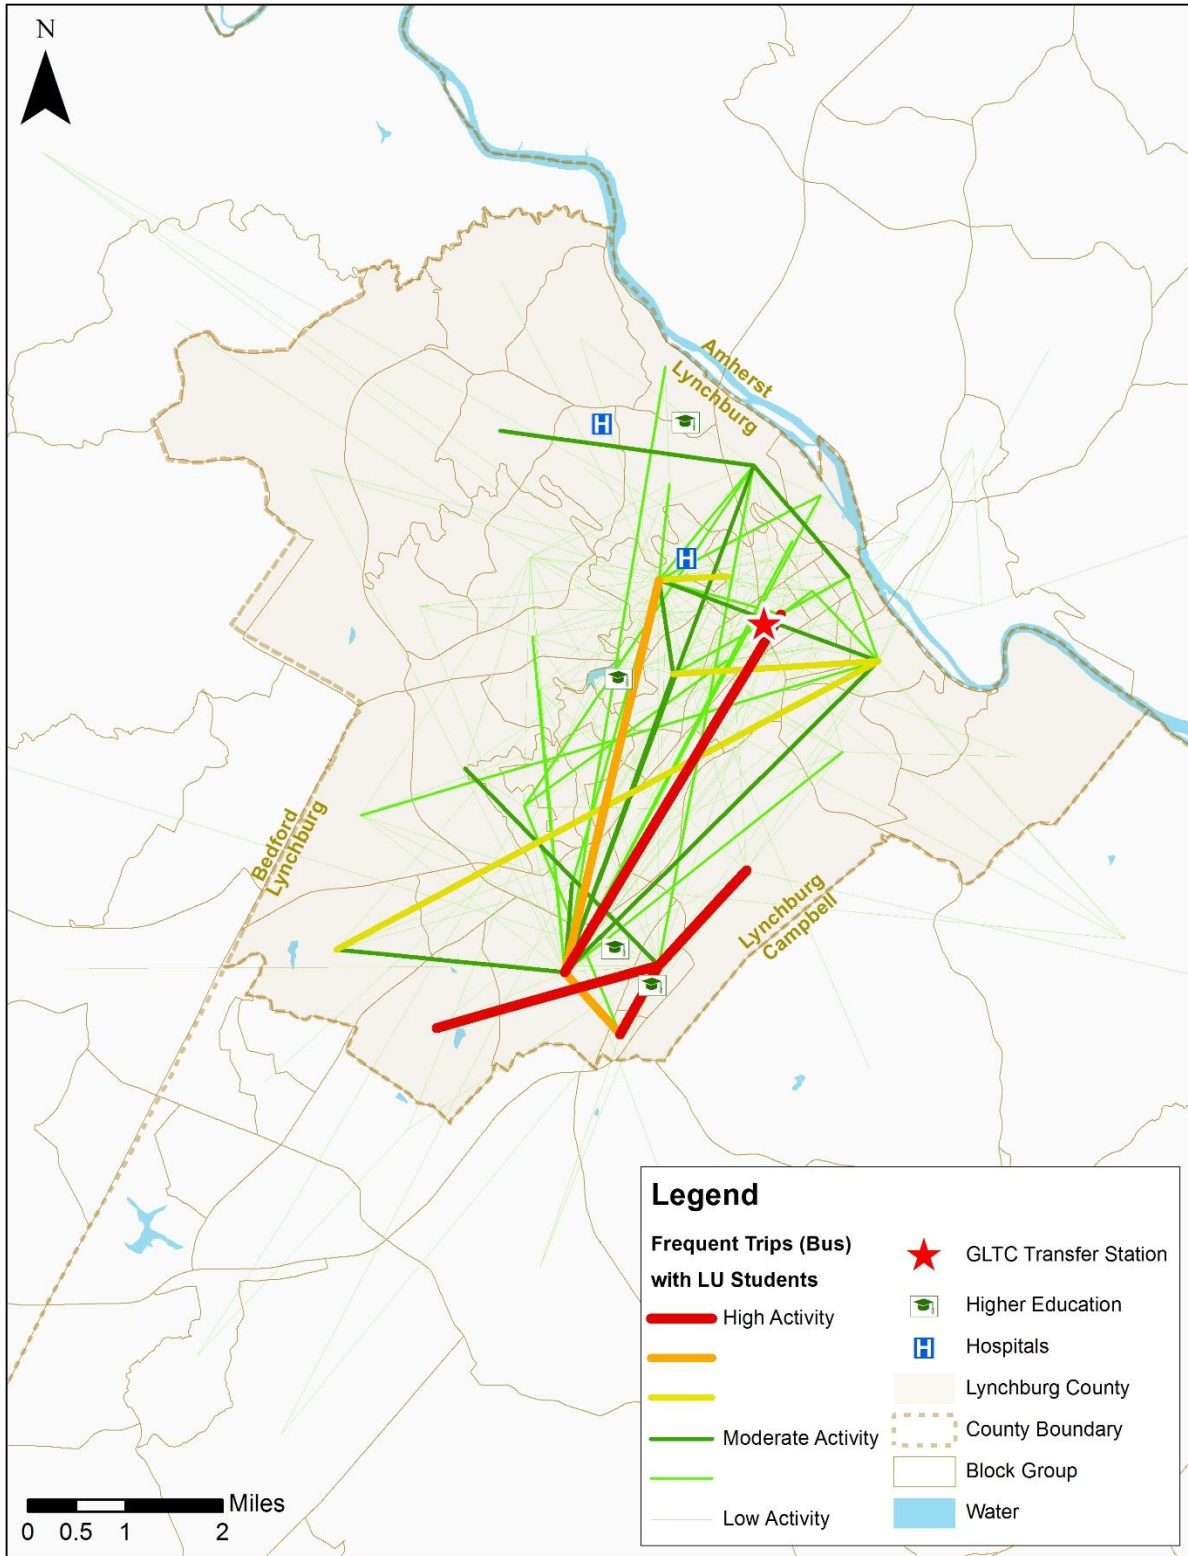 N
Amherst
Lynchburg
H
H
Bedford
Lynchburg
Lynchburg
Campbell
Legend
Frequent Trips (Bus)
with LU Students
High Activity
Moderate Activity
Low Activity
GLTC Transfer Station
Higher Education
H
Hospitals
Lynchburg County
County Boundary
Block Group
Water
Miles
0 0.5 1 2